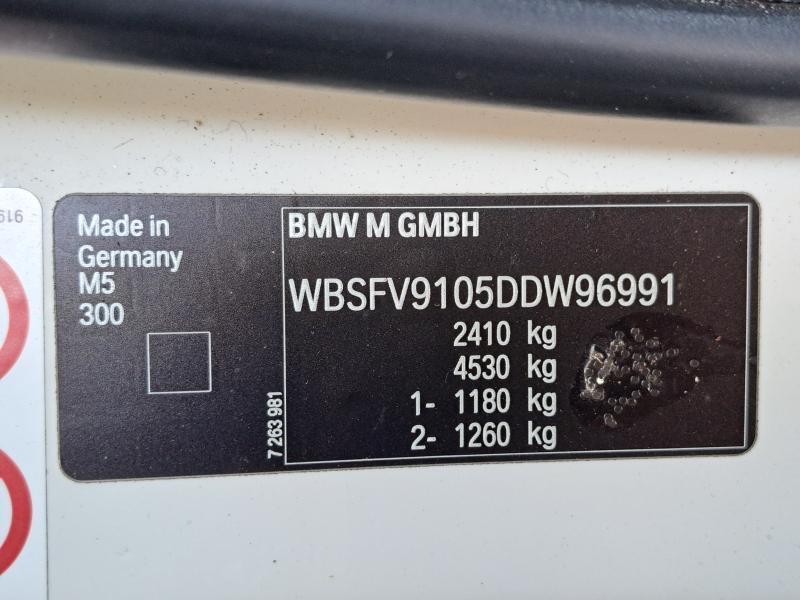 Made in
Germany
M5
300
BMW M GMBH
WBSFV9105DDW96991
2410 kg
4530 kg
1- 1180 kg
2- 1260 kg
7 263 981